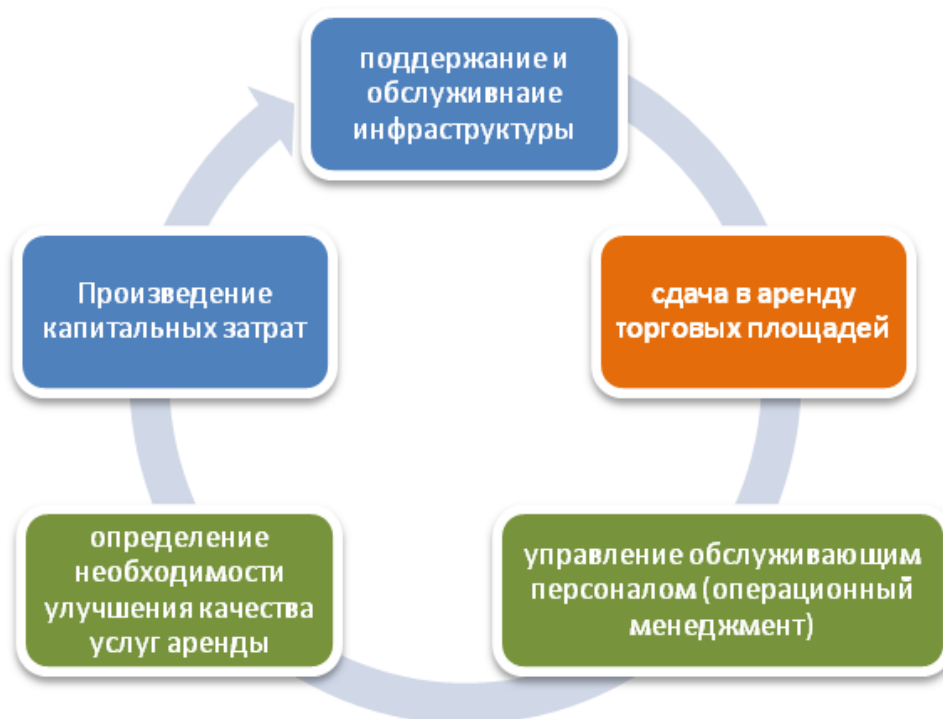 поддержание и
обслуживнаие
инфраструктуры
Произведение
капитальных затрат
сдача в аренду
торговых площадей
определение
необходимости
улучшения качества
услуг аренды
управление обслуживающим
персоналом (операционный
менеджмент)